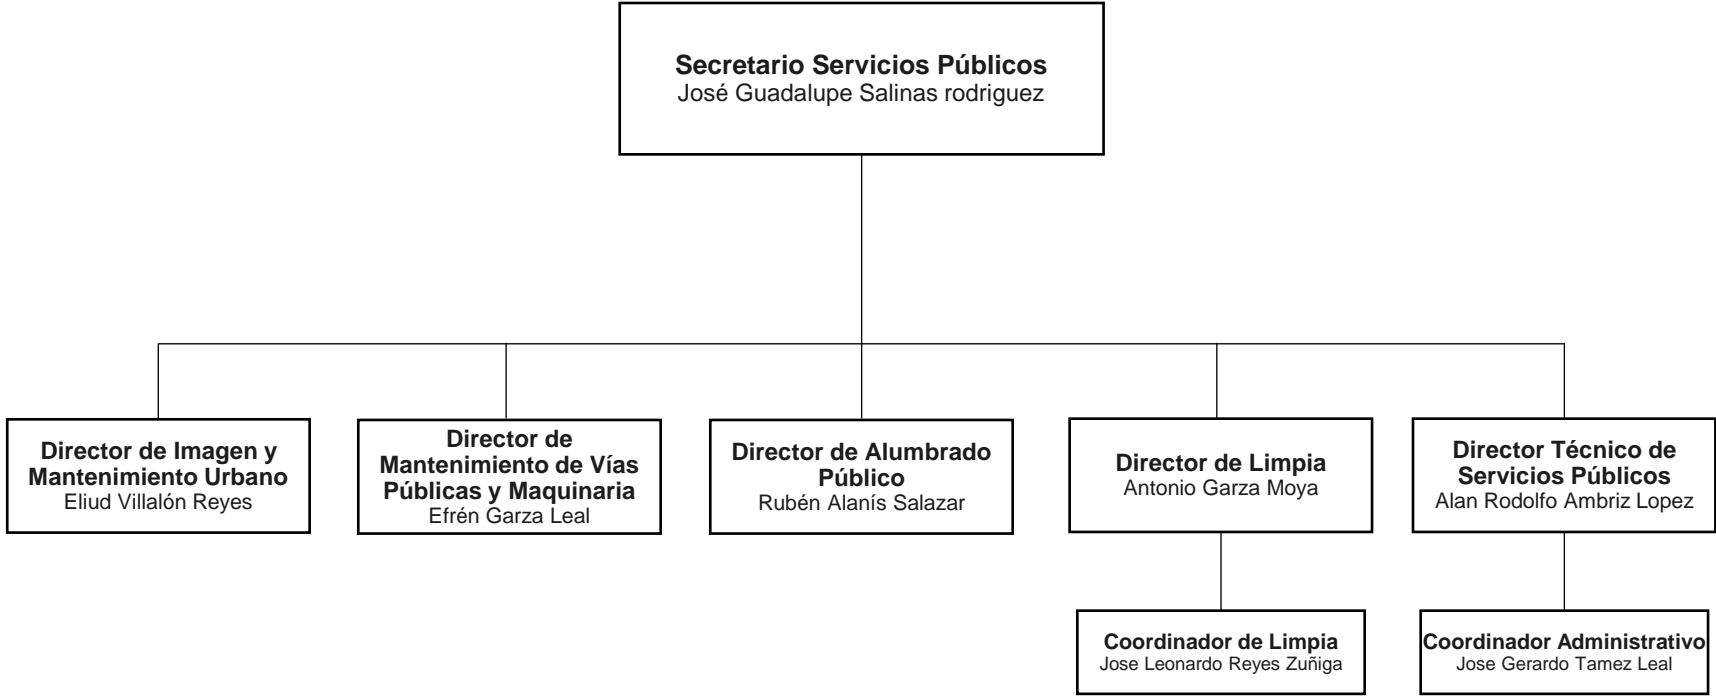 Secretario Servicios Públicos
José Guadalupe Salinas rodriguez
Director de Imagen y
Mantenimiento Urbano
Eliud Villalón Reyes
Director de
Mantenimiento de Vías
Públicas y Maquinaria
Efrén Garza Leal
Director de Alumbrado
Público
Rubén Alanís Salazar
Director de Limpia
Antonio Garza Moya
Director Técnico de
Servicios Públicos
Alan Rodolfo Ambriz Lopez
Coordinador de Limpia
Jose Leonardo Reyes Zuñiga
Coordinador Administrativo
Jose Gerardo Tamez Leal